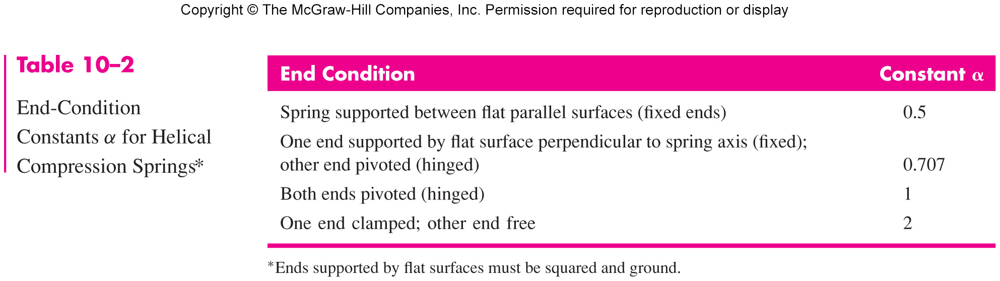 Copyright © The McGraw-Hill Companies, Inc. Permission required for reproduction or display
Table 10–2
End-Condition
Constants α for Helical
Compression Springs*
End Condition Constant α
Spring supported between flat parallel surfaces (fixed ends) 0.5
One end supported by flat surface perpendicular to spring axis (fixed);
other end pivoted (hinged) 0.707
Both ends pivoted (hinged) 1
One end clamped; other end free 2
*Ends supported by flat surfaces must be squared and ground.